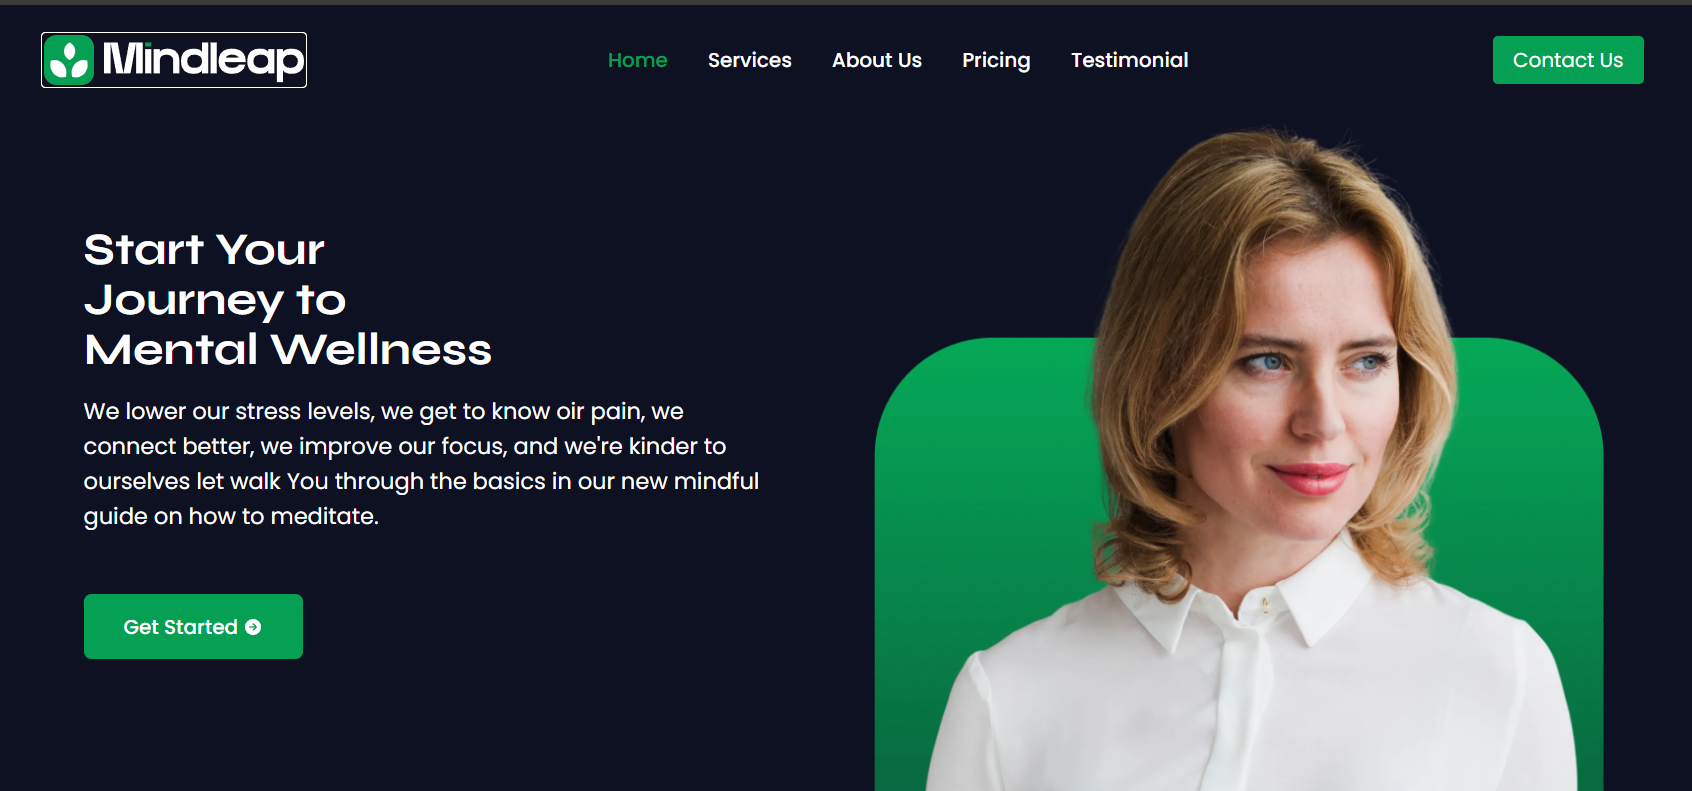 Mindleap
Home Services About Us Pricing Testimonial
Contact Us
Start Your
Journey to
Mental Wellness
We lower our stress levels, we get to know oir pain, we
connect better, we improve our focus, and we're kinder to
ourselves let walk You through the basics in our new mindful
guide on how to meditate.
Get Started